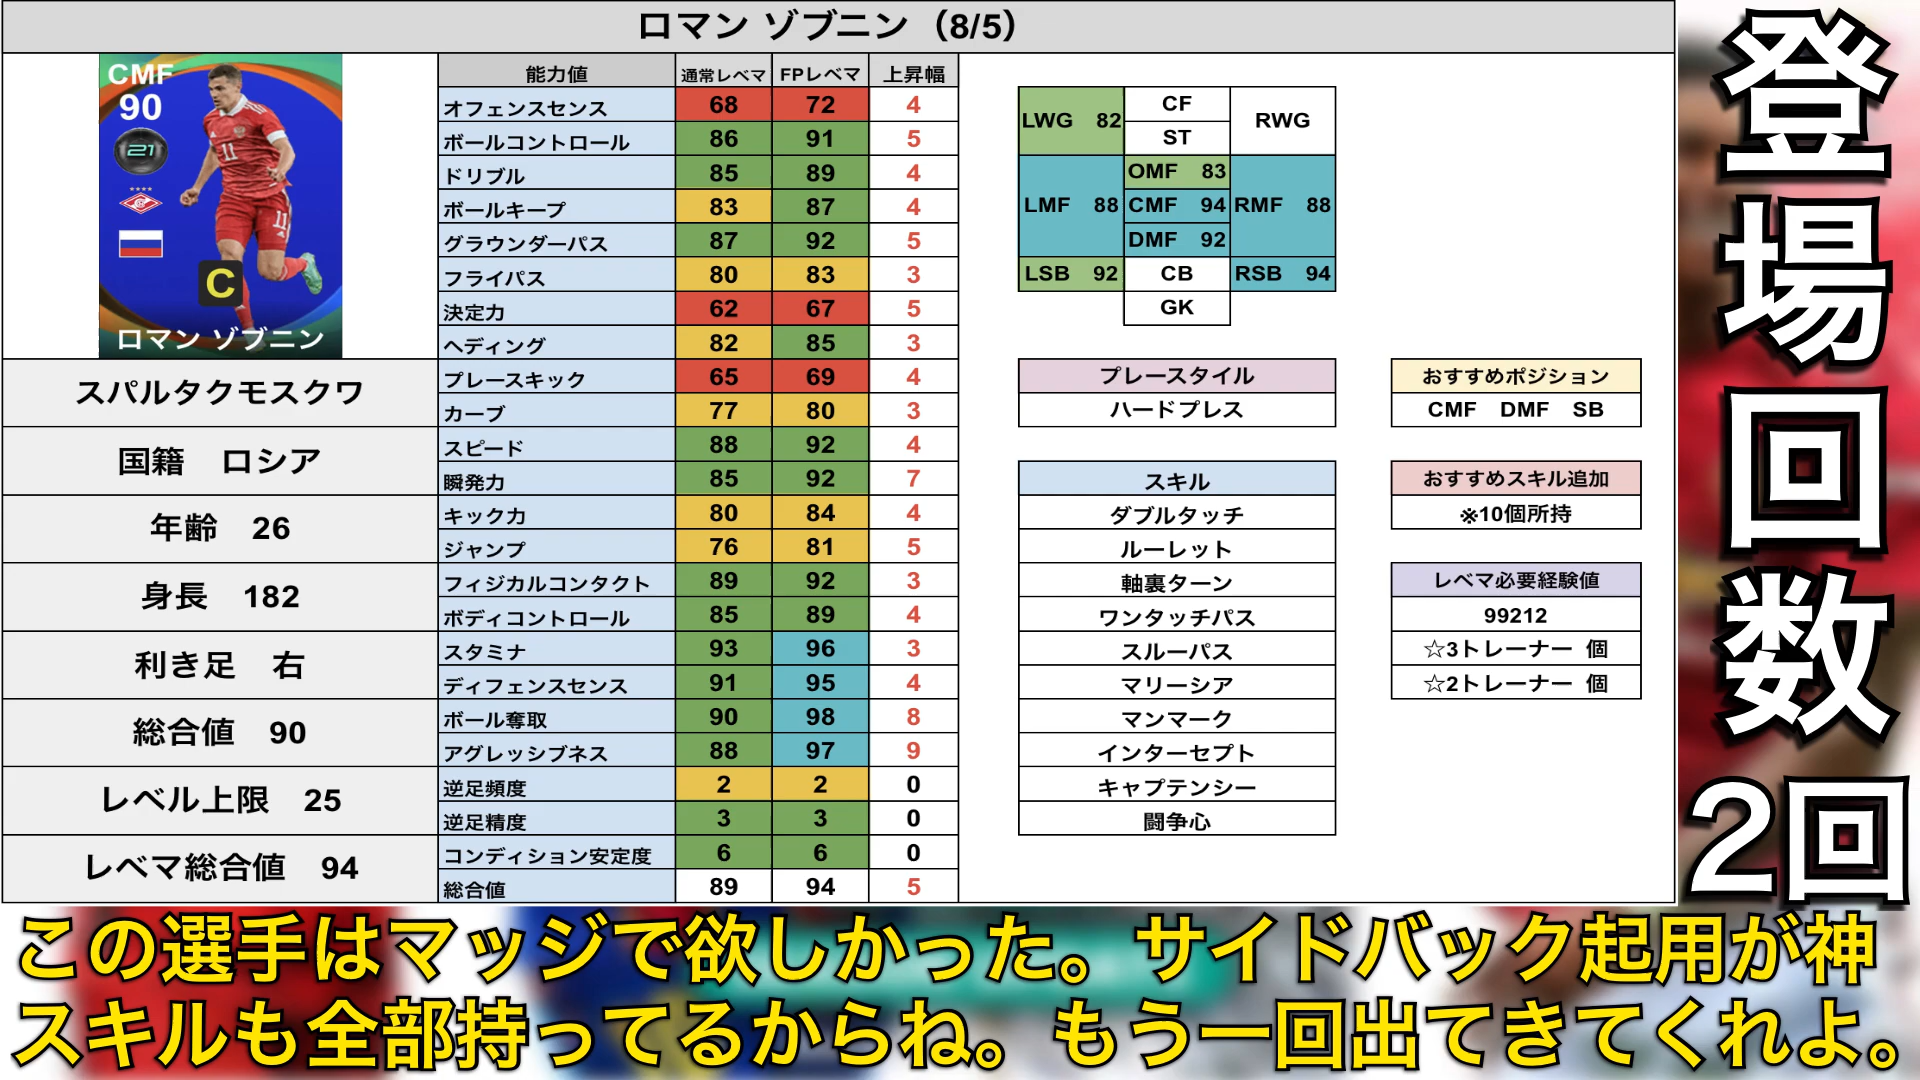 ロマン ゾブニン（8/5）
CMF
90
21
11
11
C
ロマン ゾブニン
スパルタクモスクワ
国籍　ロシア
年齢　26
身長　182
利き足　右
総合値　90
レベル上限　25
レベマ総合値　94
能力値 通常レベマ FPレベマ 上昇幅
オフェンスセンス 68 72 4
ボールコントロール 86 91 5
ドリブル 85 89 4
ボールキープ 83 87 4
グラウンダーパス 87 92 5
フライパス 80 83 3
決定力 62 67 5
ヘディング 82 85 3
プレースキック 65 69 4
カーブ 77 80 3
スピード 88 92 4
瞬発力 85 92 7
キック力 80 84 4
ジャンプ 76 81 5
フィジカルコンタクト 89 92 3
ボディコントロール 85 89 4
スタミナ 93 96 3
ディフェンスセンス 91 95 4
ボール奪取 90 98 8
アグレッシブネス 88 97 9
逆足頻度 2 2 0
逆足精度 3 3 0
コンディション安定度 6 6 0
総合値 89 94 5
LWG 82 CF RWG
ST
OMF 83
LMF 88 CMF 94 RMF 88
DMF 92
LSB 92 CB RSB 94
GK
プレースタイル
ハードプレス
スキル
ダブルタッチ
ルーレット
軸裏ターン
ワンタッチパス
スルーパス
マリーシア
マンマーク
インターセプト
キャプテンシー
闘争心
おすすめポジション
CMF DMF SB
おすすめスキル追加
※10個所持
レベマ必要経験値
99212
☆3トレーナー 個
☆2トレーナー 個
登場回数
2回
この選手はマッジで欲しかった。サイドバック起用が神
スキルも全部持ってるからね。もう一回出てきてくれよ。